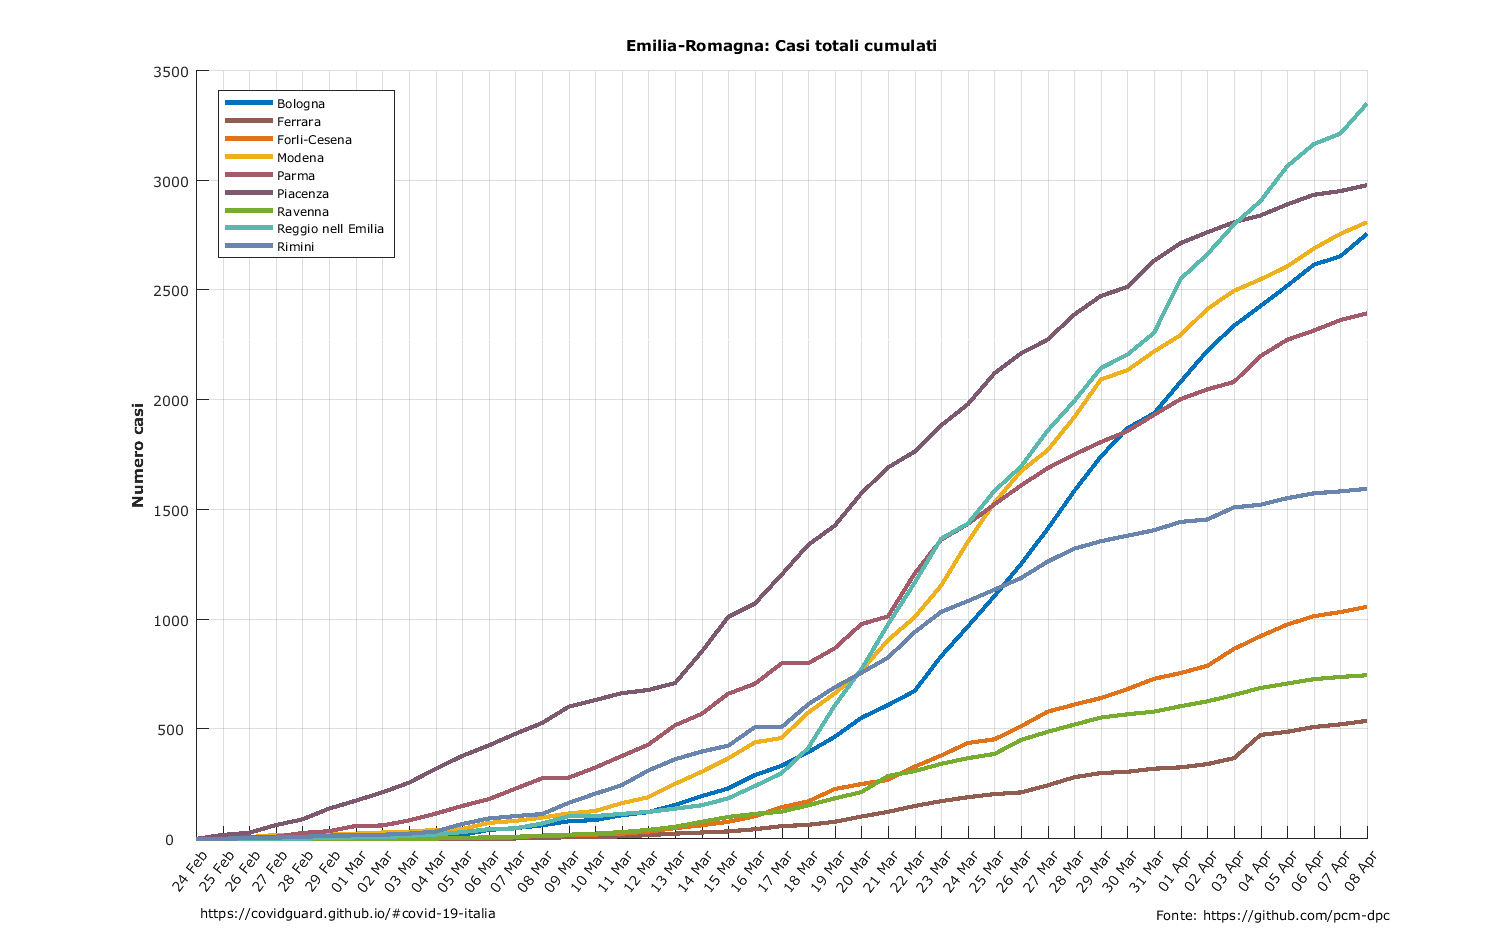 Emilia-Romagna: Casi totali cumulati
3500
3000
2500
2000
1500
1000
500
0
Numero casi
Bologna
Ferrara
Forli-Cesena
Modena
Parma
Piacenza
Ravenna
Reggio nell Emilia
Rimini
24 Feb
25 Feb
26 Feb
27 Feb
28 Feb
29 Feb
01 Mar
02 Mar
03 Mar
04 Mar
05 Mar
06 Mar
07 Mar
08 Mar
09 Mar
10 Mar
11 Mar
12 Mar
13 Mar
14 Mar
15 Mar
16 Mar
17 Mar
18 Mar
19 Mar
20 Mar
21 Mar
22 Mar
23 Mar
24 Mar
25 Mar
26 Mar
27 Mar
28 Mar
29 Mar
30 Mar
31 Mar
01 Apr
02 Apr
03 Apr
04 Apr
05 Apr
06 Apr
07 Apr
08 Apr
https://covidguard.github.io/#covid-19-italia
Fonte: https://github.com/pcm-dpc